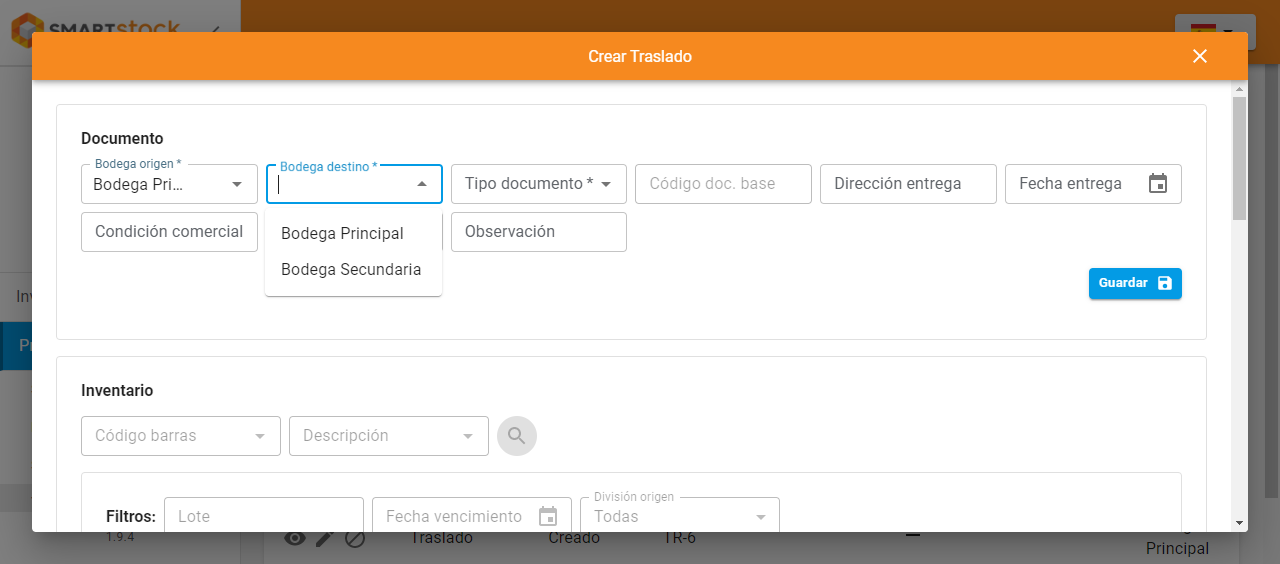 SMARTstock
Crear Traslado
Documento
Bodega origen *
Bodega Pri...
Bodega destino *
Tipo documento *
Código doc. base
Dirección entrega
Fecha entrega
Condición comercial
Bodega Principal
Bodega Secundaria
Observación
Guardar
Inventario
Código barras
Descripción
Filtros:
Lote
Fecha vencimiento
División origen
Todas
1.9.4
Traslado
Creado
TR-6
Principal